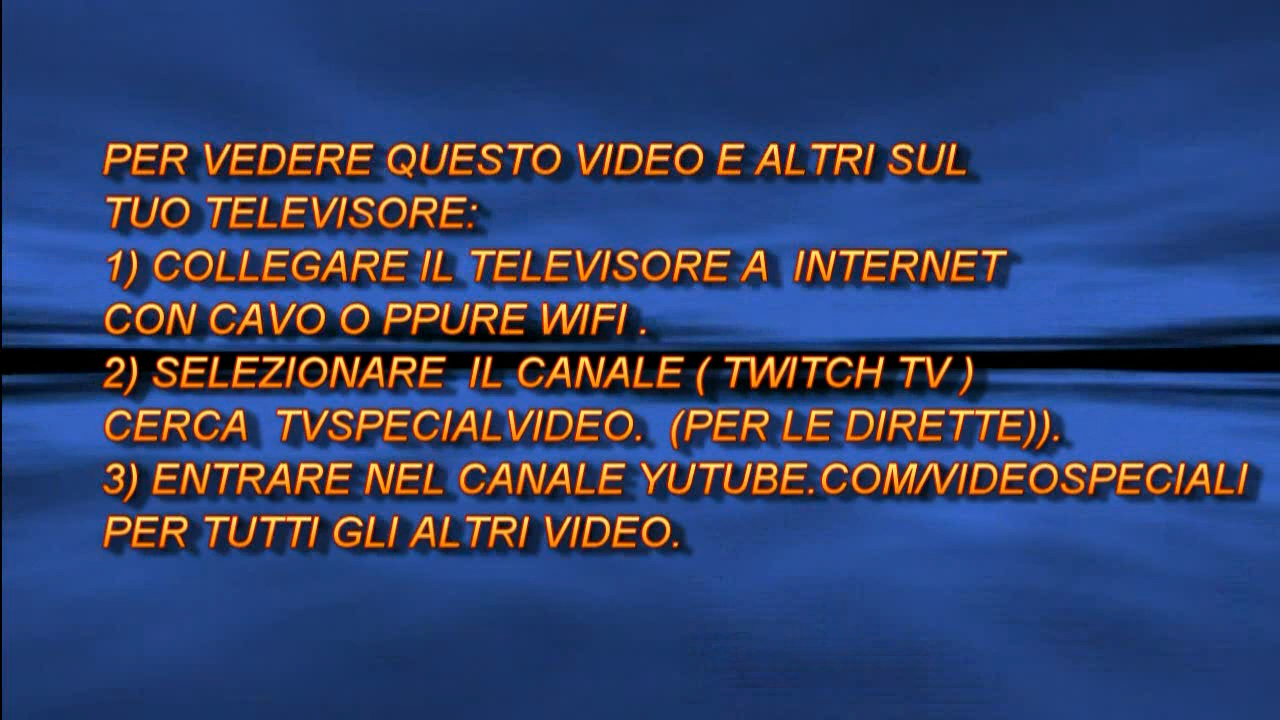 PER VEDERE QUESTO VIDEO E ALTRI SUL
TUO TELEVISORE:
1) COLLEGARE IL TELEVISORE A  INTERNET
CON CAVO O PPURE WIFI .
2) SELEZIONARE  IL CANALE ( TWITCH TV )
CERCA  TVSPECIALVIDEO.  (PER LE DIRETTE)).
3) ENTRARE NEL CANALE YUTUBE.COM/VIDEOSPECIALI
PER TUTTI GLI ALTRI VIDEO.